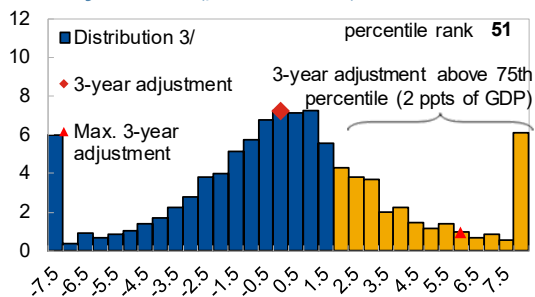 12
10
8
6
4
2
0
Distribution 3/
3-year adjustment
Max. 3-year
adjustment
percentile rank 51
3-year adjustment above 75th
percentile (2 ppts of GDP)
-7.5 -6.5 -5.5 -4.5 -3.5 -2.5 -1.5 -0.5 0.5 1.5 2.5 3.5 4.5 5.5 6.5 7.5